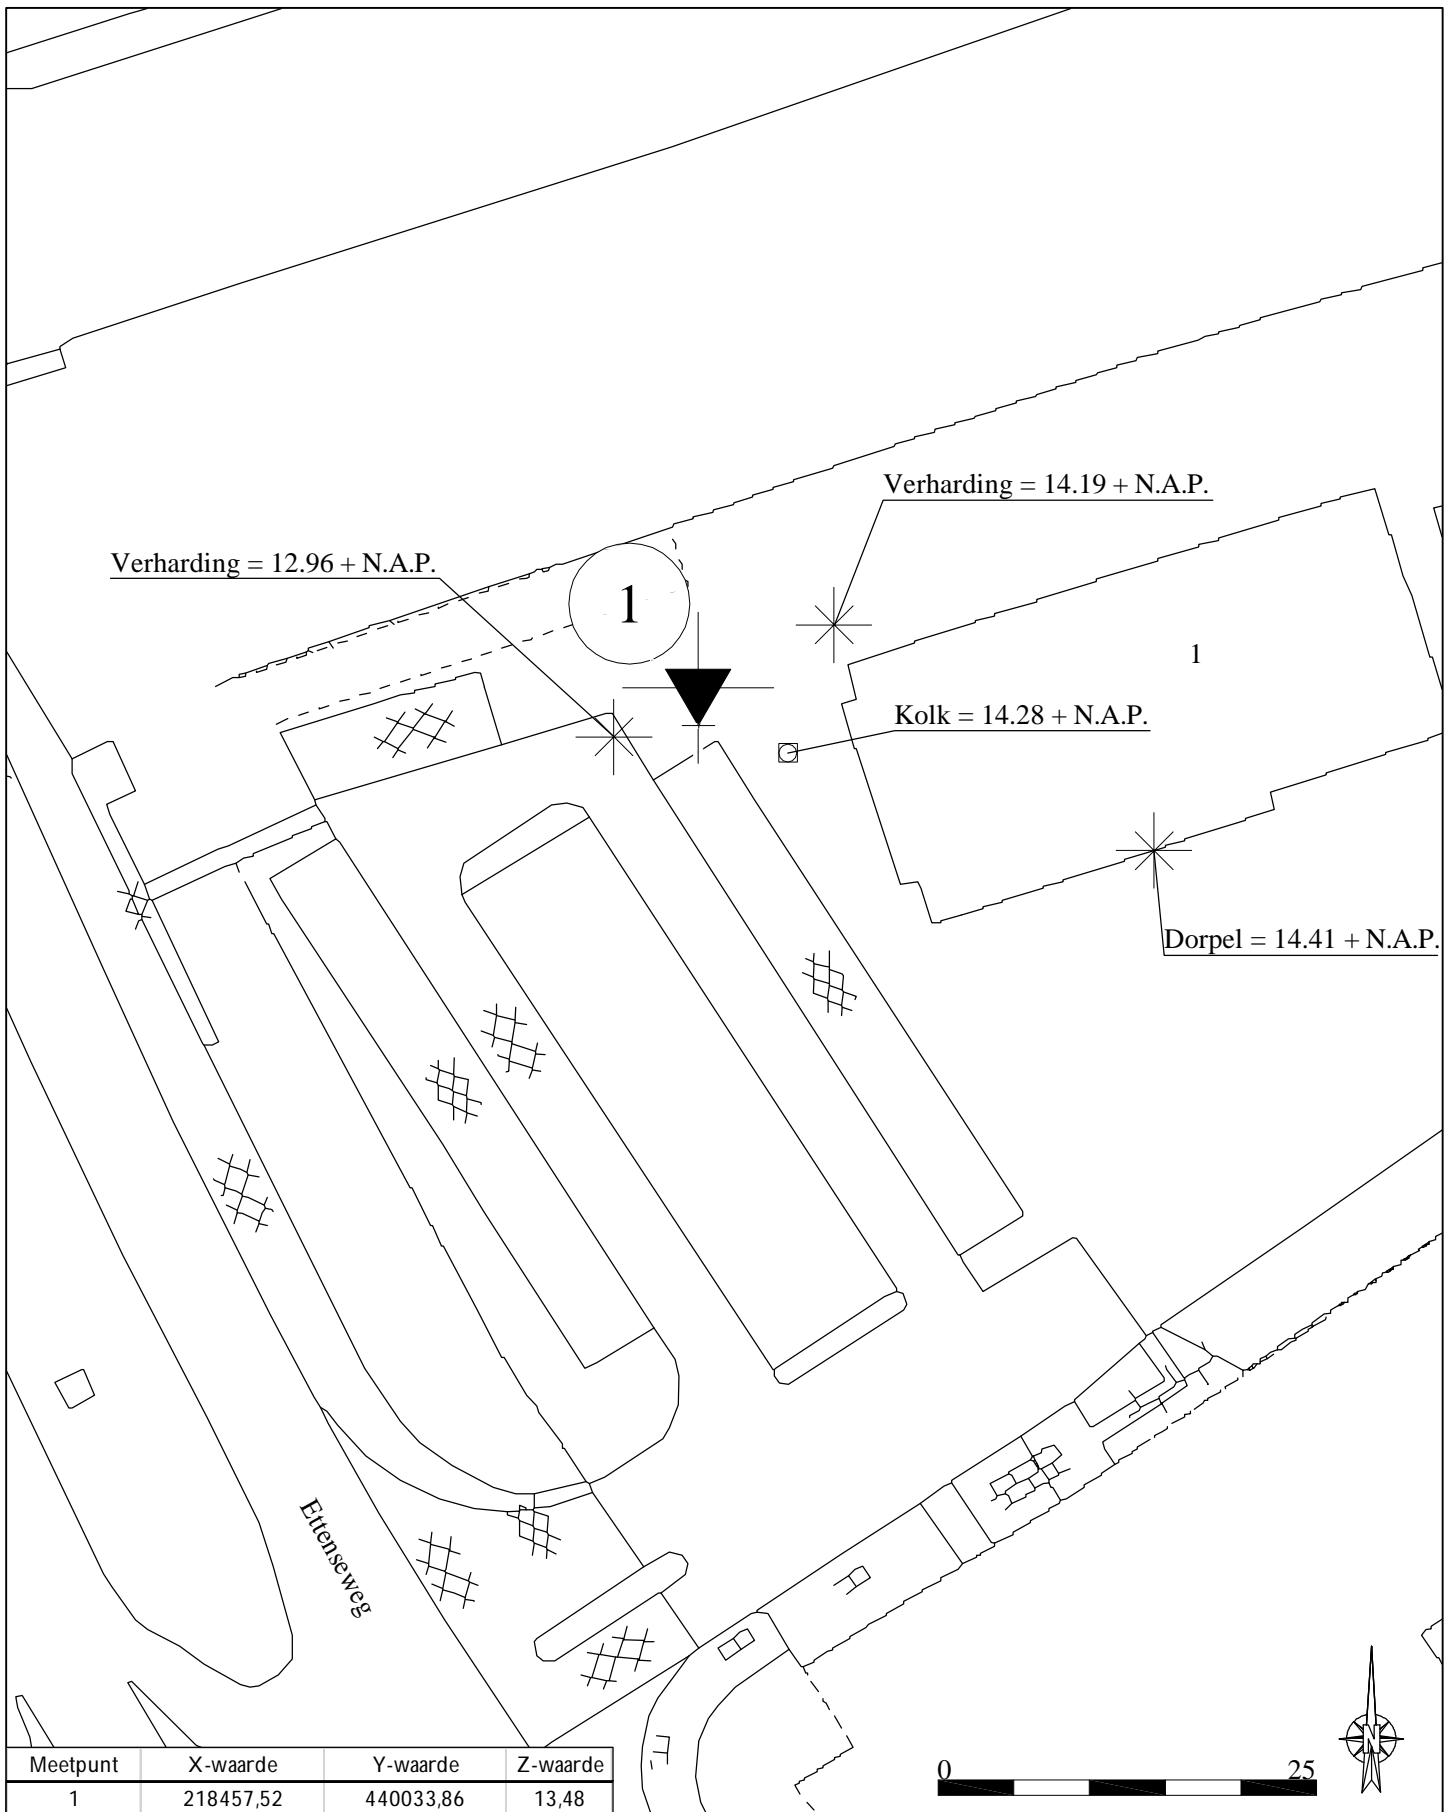 Verharding = 14.19 + N.A.P.
Verharding = 12.96 + N.A.P.
1
1
Kolk = 14.28 + N.A.P.
Dorpel = 14.41 + N.A.P.
Ettenseweg
N
0 25
Meetpunt X-waarde Y-waarde Z-waarde
1 218457,52 440033,86 13,48